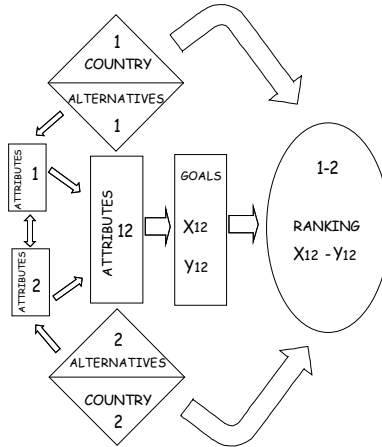 1
COUNTRY
ALTERNATIVES
1
ATTRIBUTES
1
ATTRIBUTES
2
ATTRIBUTES
12
GOALS
X12
Y12
1-2
RANKING
X12 - Y12
2
ALTERNATIVES
COUNTRY
2